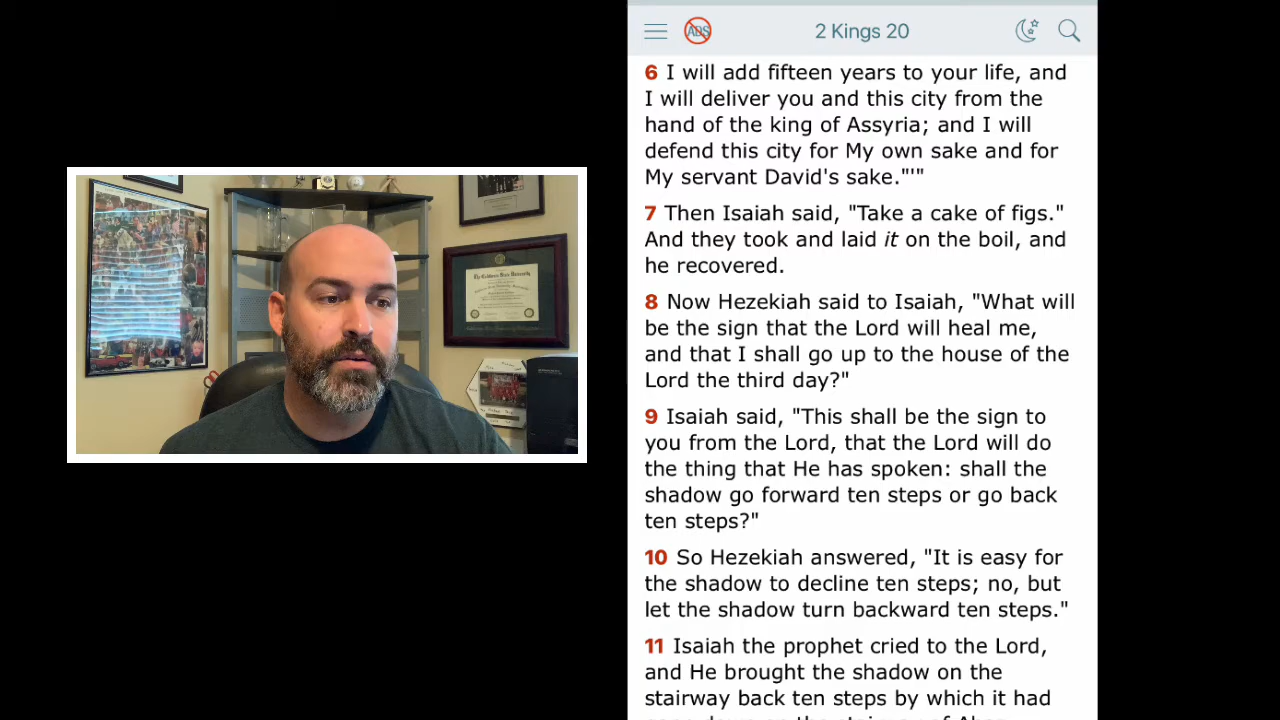 ADS
2 Kings 20
6 I will add fifteen years to your life, and
I will deliver you and this city from the
hand of the king of Assyria; and I will
defend this city for My own sake and for
My servant David's sake."'"
7 Then Isaiah said, "Take a cake of figs."
And they took and laid it on the boil, and
he recovered.
8 Now Hezekiah said to Isaiah, "What will
be the sign that the Lord will heal me,
and that I shall go up to the house of the
Lord the third day?"
9 Isaiah said, "This shall be the sign to
you from the Lord, that the Lord will do
the thing that He has spoken: shall the
shadow go forward ten steps or go back
ten steps?"
10 So Hezekiah answered, "It is easy for
the shadow to decline ten steps; no, but
let the shadow turn backward ten steps."
11 Isaiah the prophet cried to the Lord,
and He brought the shadow on the
stairway back ten steps by which it had